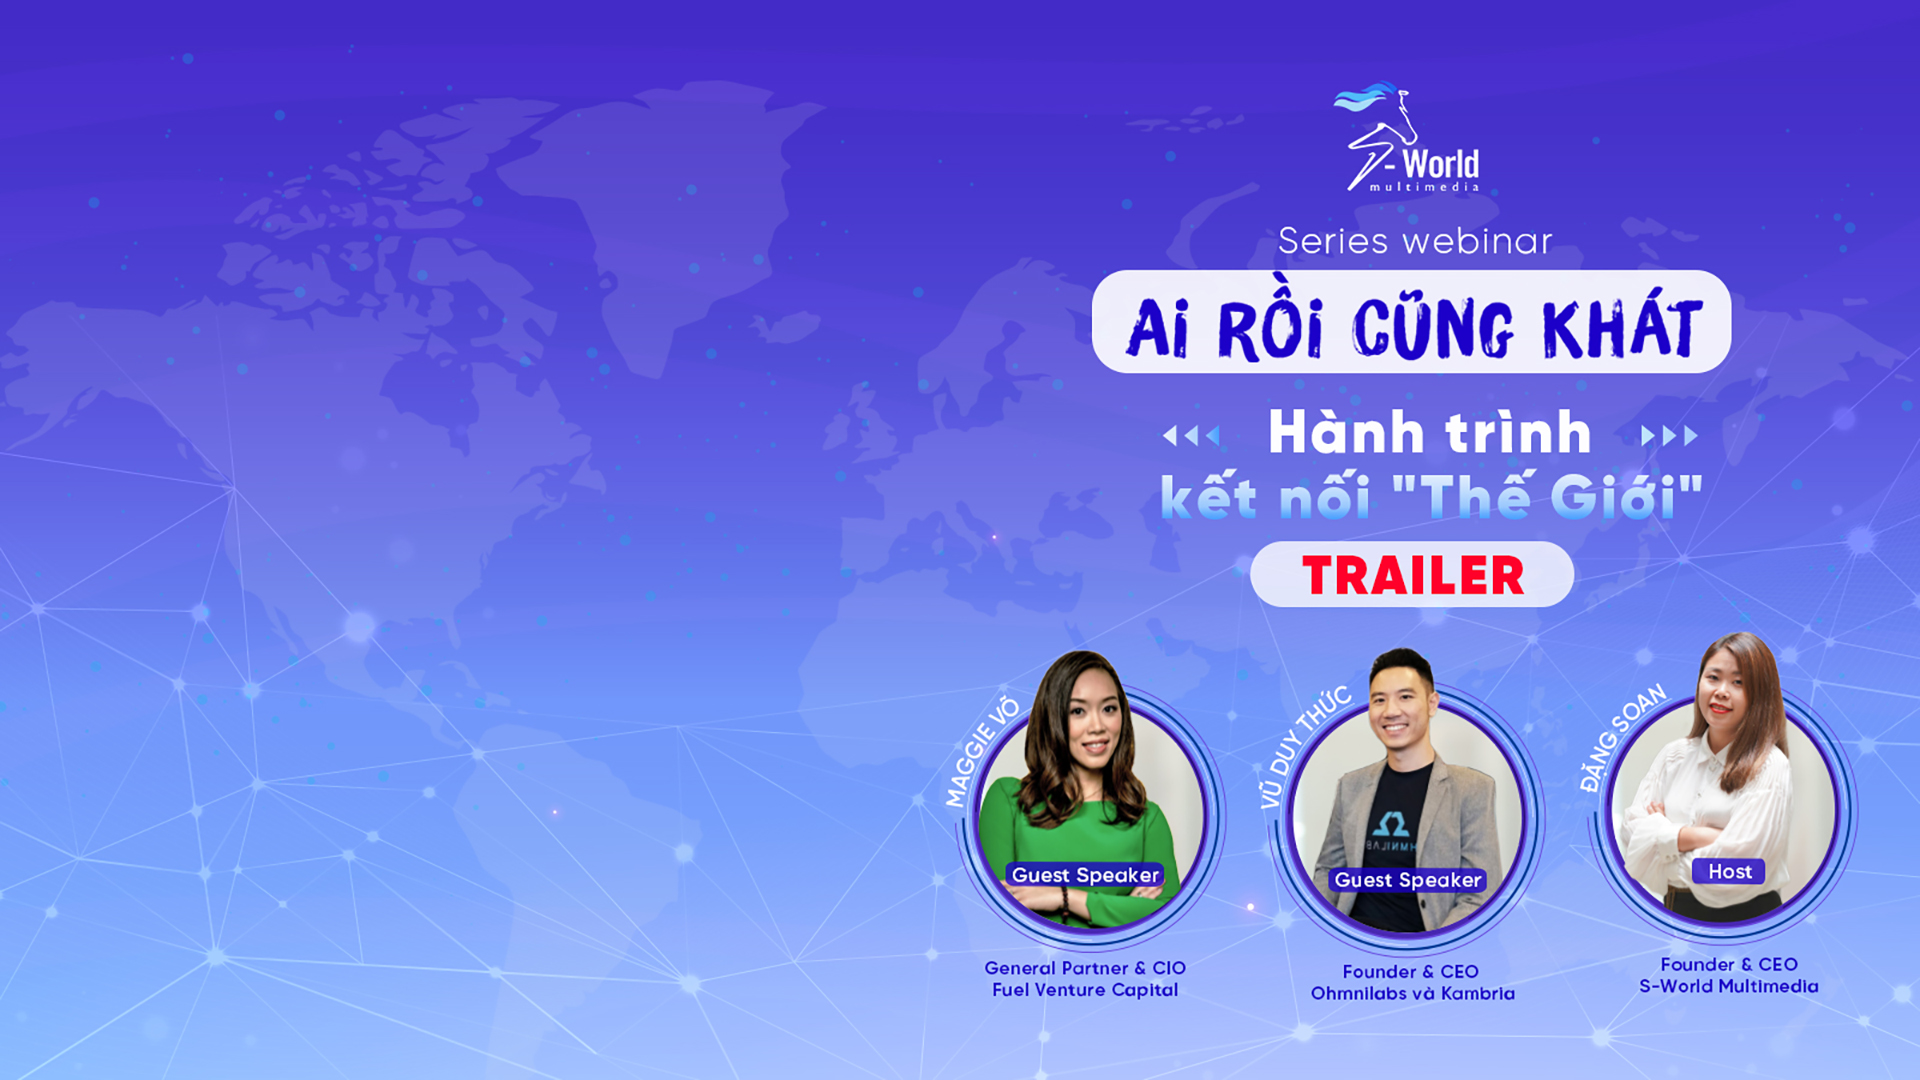 S-World
multimedia
Series webinar
Ai RỒi CŨNG KHÁT
Hành trình
kết nối "Thế Giới"
TRAILER
MAGGIE VÕ
Guest Speaker
General Partner & CIO
Fuel Venture Capital
VŨ DUY THỨC
Guest Speaker
Founder & CEO
Ohmnilabs và Kambria
ĐẶNG SOAN
Host
Founder & CEO
S-World Multimedia